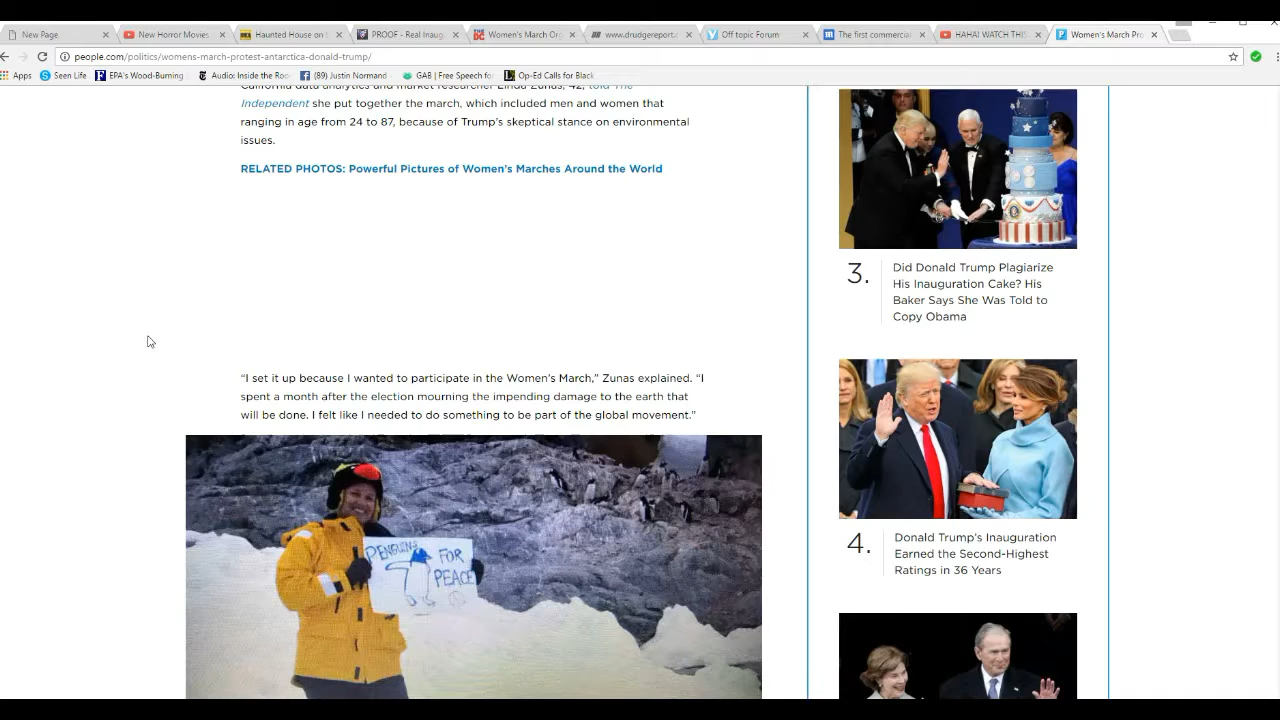 New Page
New Horror Movies
Haunted House on
PROOF - Real Inaug
Women's March Org
www.drudgereport.c
Off topic Forum
The first commercial
HAHA! WATCH THIS
Women's March Pro
people.com/politics/womens-march-protest-antarctica-donald-trump/
Apps
Seen Life
EPA's Wood-Burning
Audio: Inside the Roo
(89) Justin Normand
GAB | Free Speech fo
Op-Ed Calls for Black
California data analytics and market researcher Linda Zunas, 42, told The
Independent she put together the march, which included men and women that
ranging in age from 24 to 87, because of Trump's skeptical stance on environmental
issues.
RELATED PHOTOS: Powerful Pictures of Women's Marches Around the World
“I set it up because I wanted to participate in the Women's March,” Zunas explained. “I
spent a month after the election mourning the impending damage to the earth that
will be done. I felt like I needed to do something to be part of the global movement.”
PENGUINS
FOR
PEACE
3.
Did Donald Trump Plagiarize
His Inauguration Cake? His
Baker Says She Was Told to
Copy Obama
4.
Donald Trump's Inauguration
Earned the Second-Highest
Ratings in 36 Years